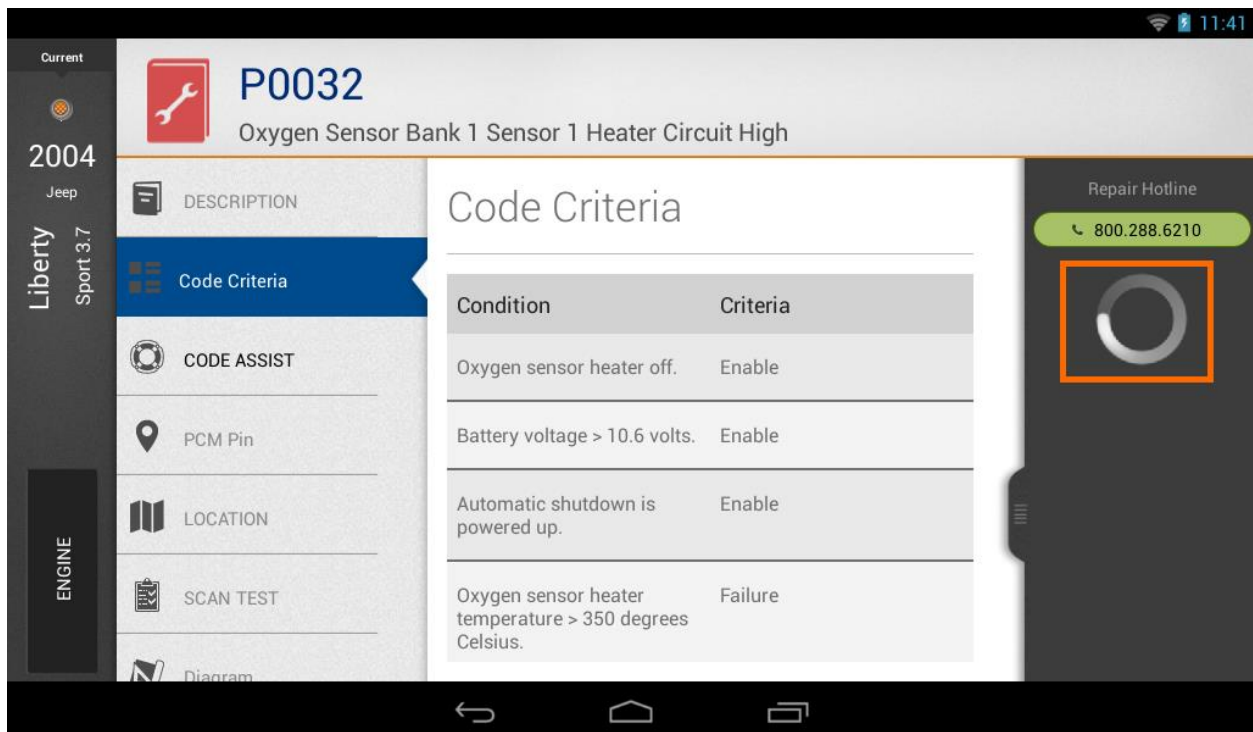 11:41
Current
2004
Jeep
Liberty
Sport 3.7
ENGINE
P0032
Oxygen Sensor Bank 1 Sensor 1 Heater Circuit High
DESCRIPTION
Code Criteria
CODE ASSIST
PCM Pin
LOCATION
SCAN TEST
Diagram
Code Criteria
Condition Criteria
Oxygen sensor heater off. Enable
Battery voltage > 10.6 volts. Enable
Automatic shutdown is Enable
powered up.
Oxygen sensor heater Failure
temperature > 350 degrees
Celsius.
Repair Hotline
800.288.6210